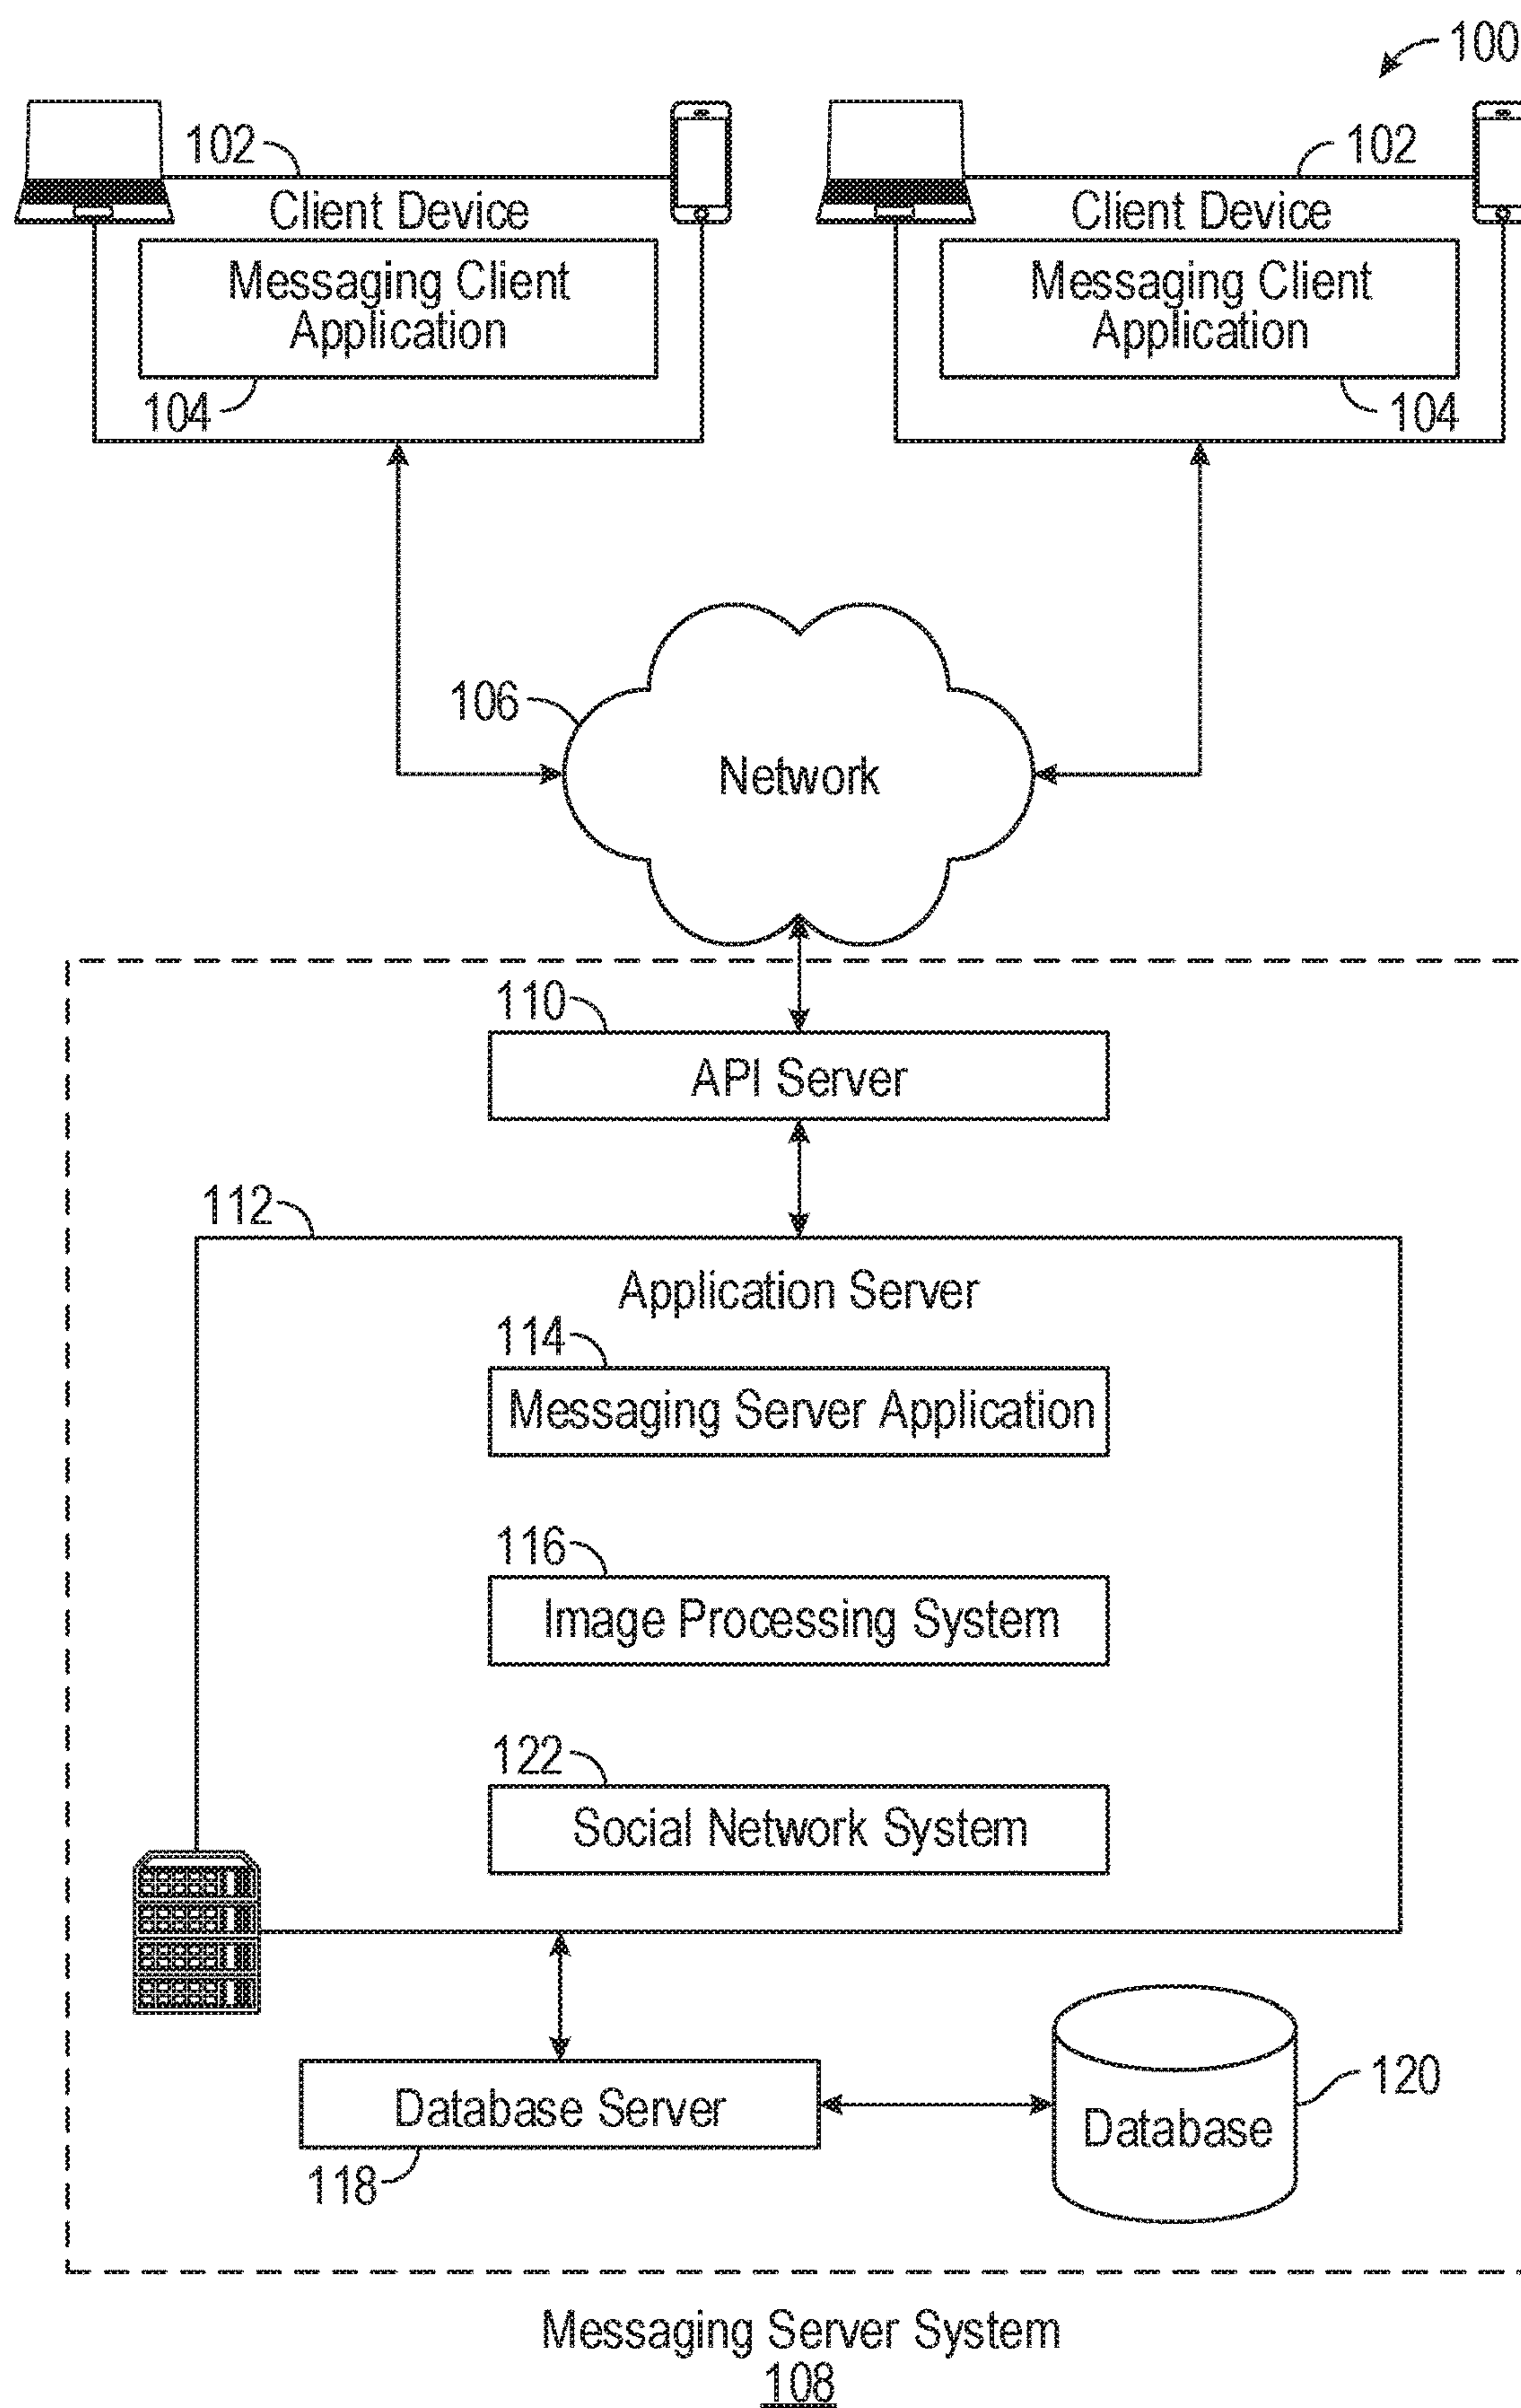 100
102
102
Client Device
Client Device
Messaging Client
Application
Messaging Client
Application
104
104
106
Network
110
API Server
112
Application Server
114
Messaging Server Application
116
Image Processing System
122
Social Network System
Database Server
118
Database
120
Messaging Server System
108